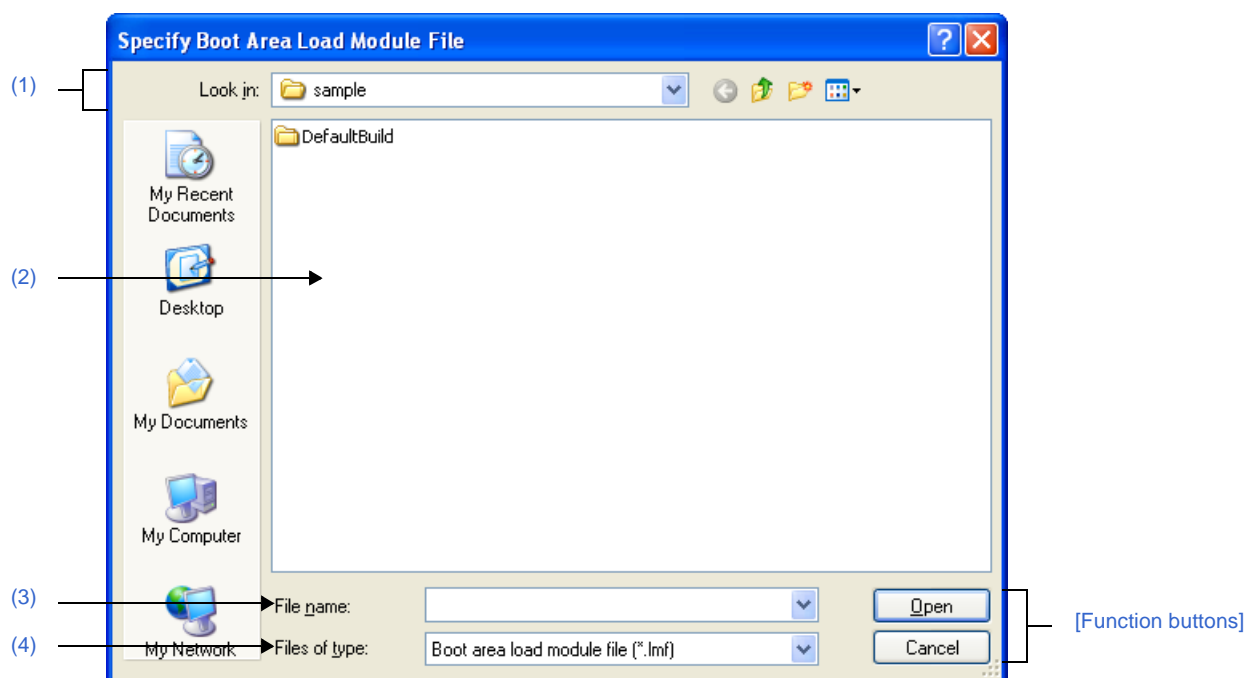 Specify Boot Area Load Module File
(1)
Look in:
sample
DefaultBuild
My Recent
Documents
(2)
Desktop
My Documents
My Computer
(3)
File name:
Open
[Function buttons]
(4)
My Network
Files of type:
Boot area load module file (*.lmf)
Cancel